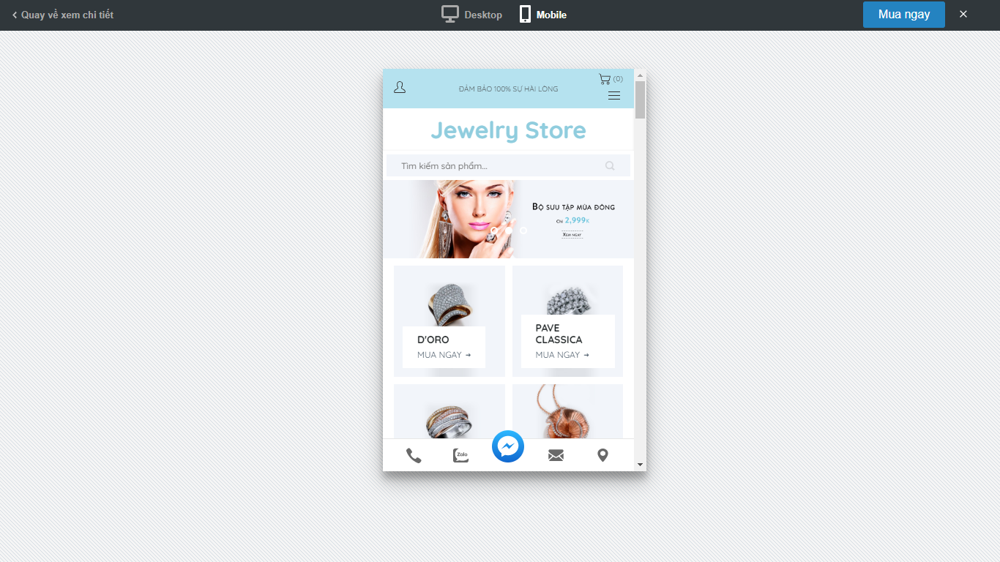 Quay về xem chi tiết
Desktop
Mobile
Mua ngay
ĐẢM BẢO 100% SỰ HÀI LÒNG
(0)
Jewelry Store
Tìm kiếm sản phẩm...
BỘ SƯU TẬP MÙA ĐÔNG
Chỉ 2,999K
XEM NGAY
D'ORO
MUA NGAY
PAVE
CLASSICA
MUA NGAY
Zalo